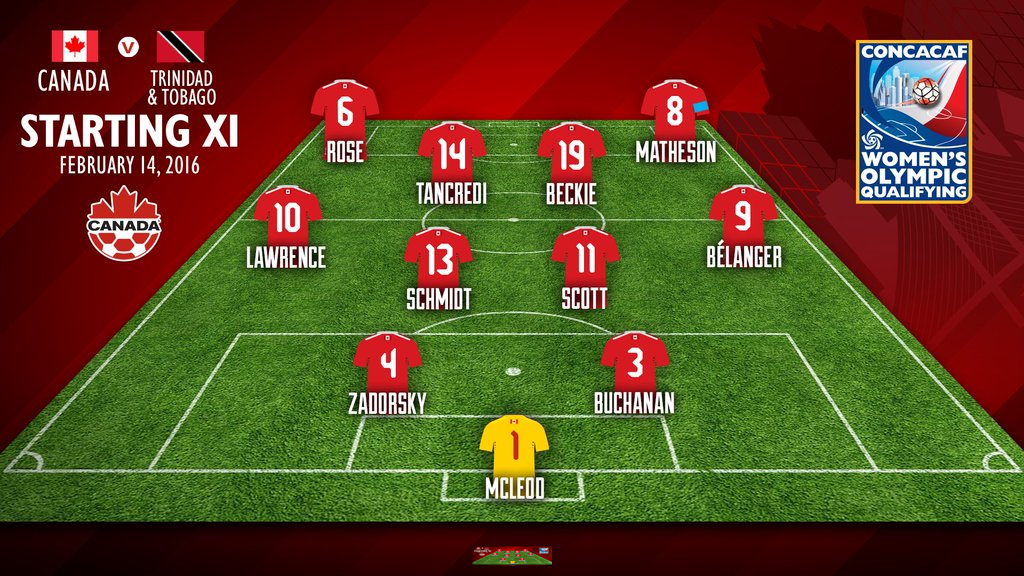 CANADA
V
TRINIDAD
& TOBAGO
STARTING XI
FEBRUARY 14, 2016
CANADA
CONCACAF
WOMEN'S
OLYMPIC
QUALIFYING
6
ROSE
8
MATHESON
14
TANCREDI
19
BECKIE
10
LAWRENCE
9
BÉLANGER
13
SCHMIDT
11
SCOTT
4
ZADORSKY
3
BUCHANAN
1
MCLEOD